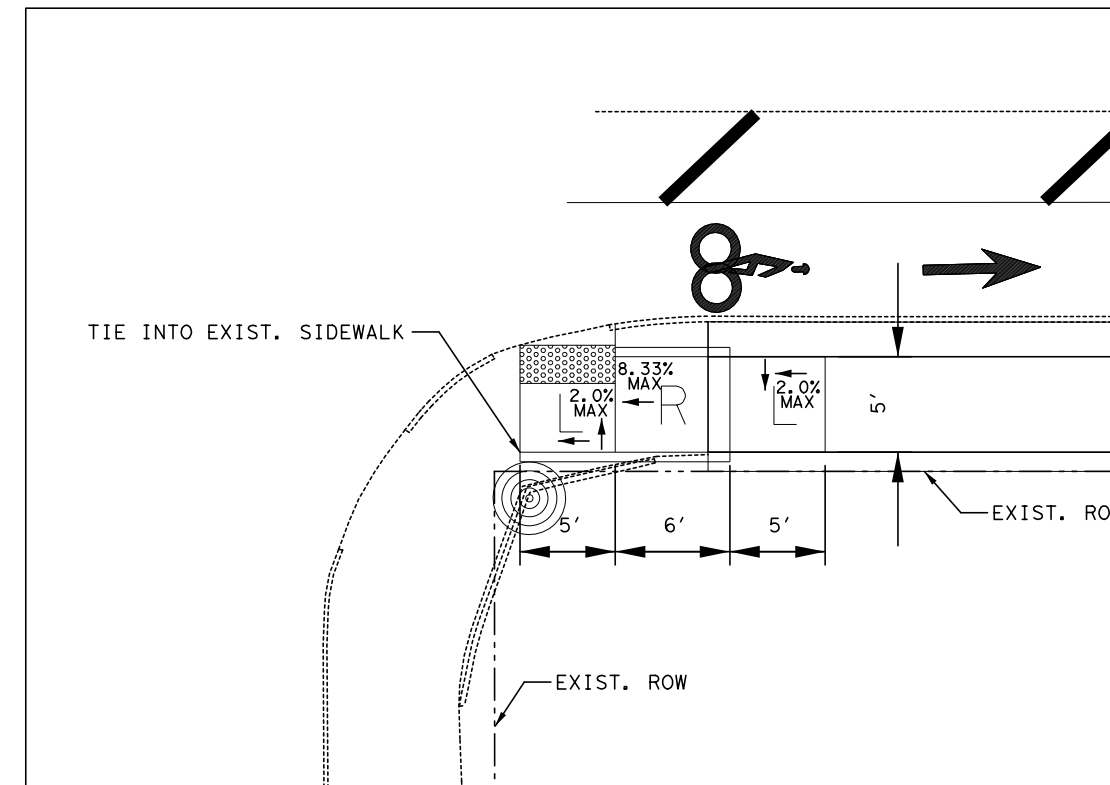 TIE INTO EXIST. SIDEWALK
8.33%
MAX
2.0%
MAX
R
L
2.0%
MAX
L
5'
5'
6'
5'
EXIST. RO
EXIST. ROW